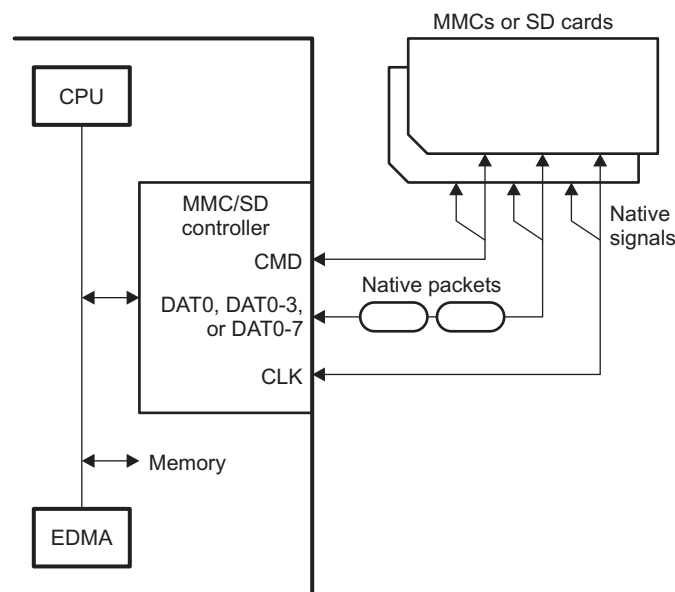 MMCs or SD cards
CPU
MMC/SD
controller
Native
signals
CMD
Native packets
DAT0, DAT0-3,
or DAT0-7
CLK
Memory
EDMA